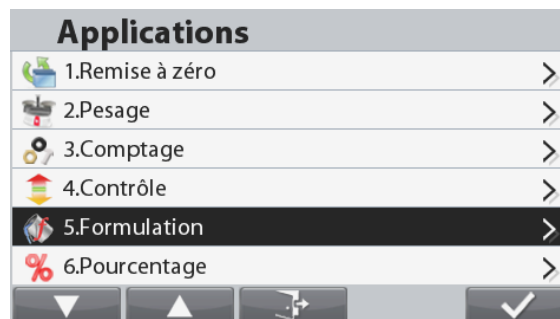 Applications
1.Remise à zéro
2.Pesage
3.Comptage
4.Contrôle
5.Formulation
6.Pourcentage